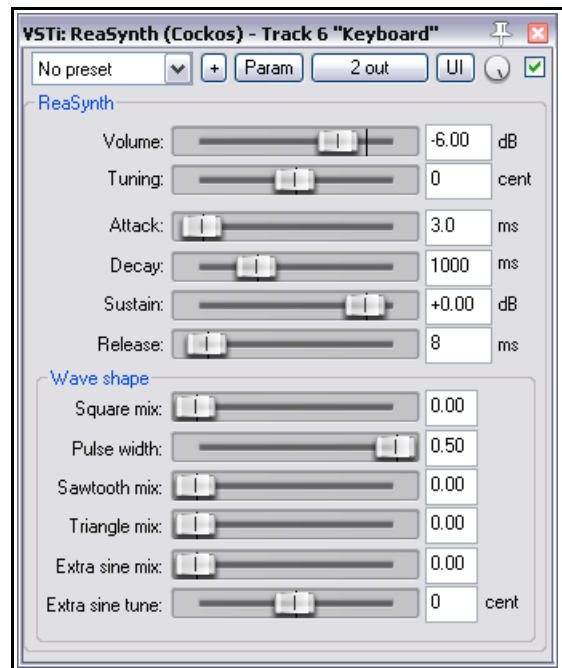 VSTi: ReaSynth (Cockos) - Track 6 "Keyboard"
No preset + Param 2 out UI
ReaSynth
Volume: -6.00 dB
Tuning: 0 cent
Attack: 3.0 ms
Decay: 1000 ms
Sustain: +0.00 dB
Release: 8 ms
Wave shape
Square mix: 0.00
Pulse width: 0.50
Sawtooth mix: 0.00
Triangle mix: 0.00
Extra sine mix: 0.00
Extra sine tune: 0 cent